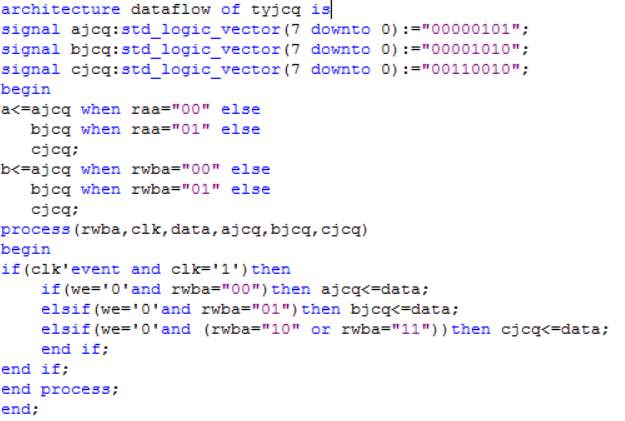 architecture dataflow of tyjcq is
signal ajcq:std_logic_vector(7 downto 0):="00000101";
signal bjcq:std_logic_vector(7 downto 0):="00001010";
signal cjcq:std_logic_vector(7 downto 0):="00110010";
begin
a<=ajcq when raa="00" else
   bjcq when raa="01" else
   cjcq;
b<=ajcq when rwba="00" else
   bjcq when rwba="01" else
   cjcq;
process(rwba,clk,data,ajcq,bjcq,cjcq)
begin
if(clk'event and clk='1')then
    if(we='0'and rwba="00")then ajcq<=data;
    elsif(we='0'and rwba="01")then bjcq<=data;
    elsif(we='0'and (rwba="10" or rwba="11"))then cjcq<=data;
    end if;
end if;
end process;
end;